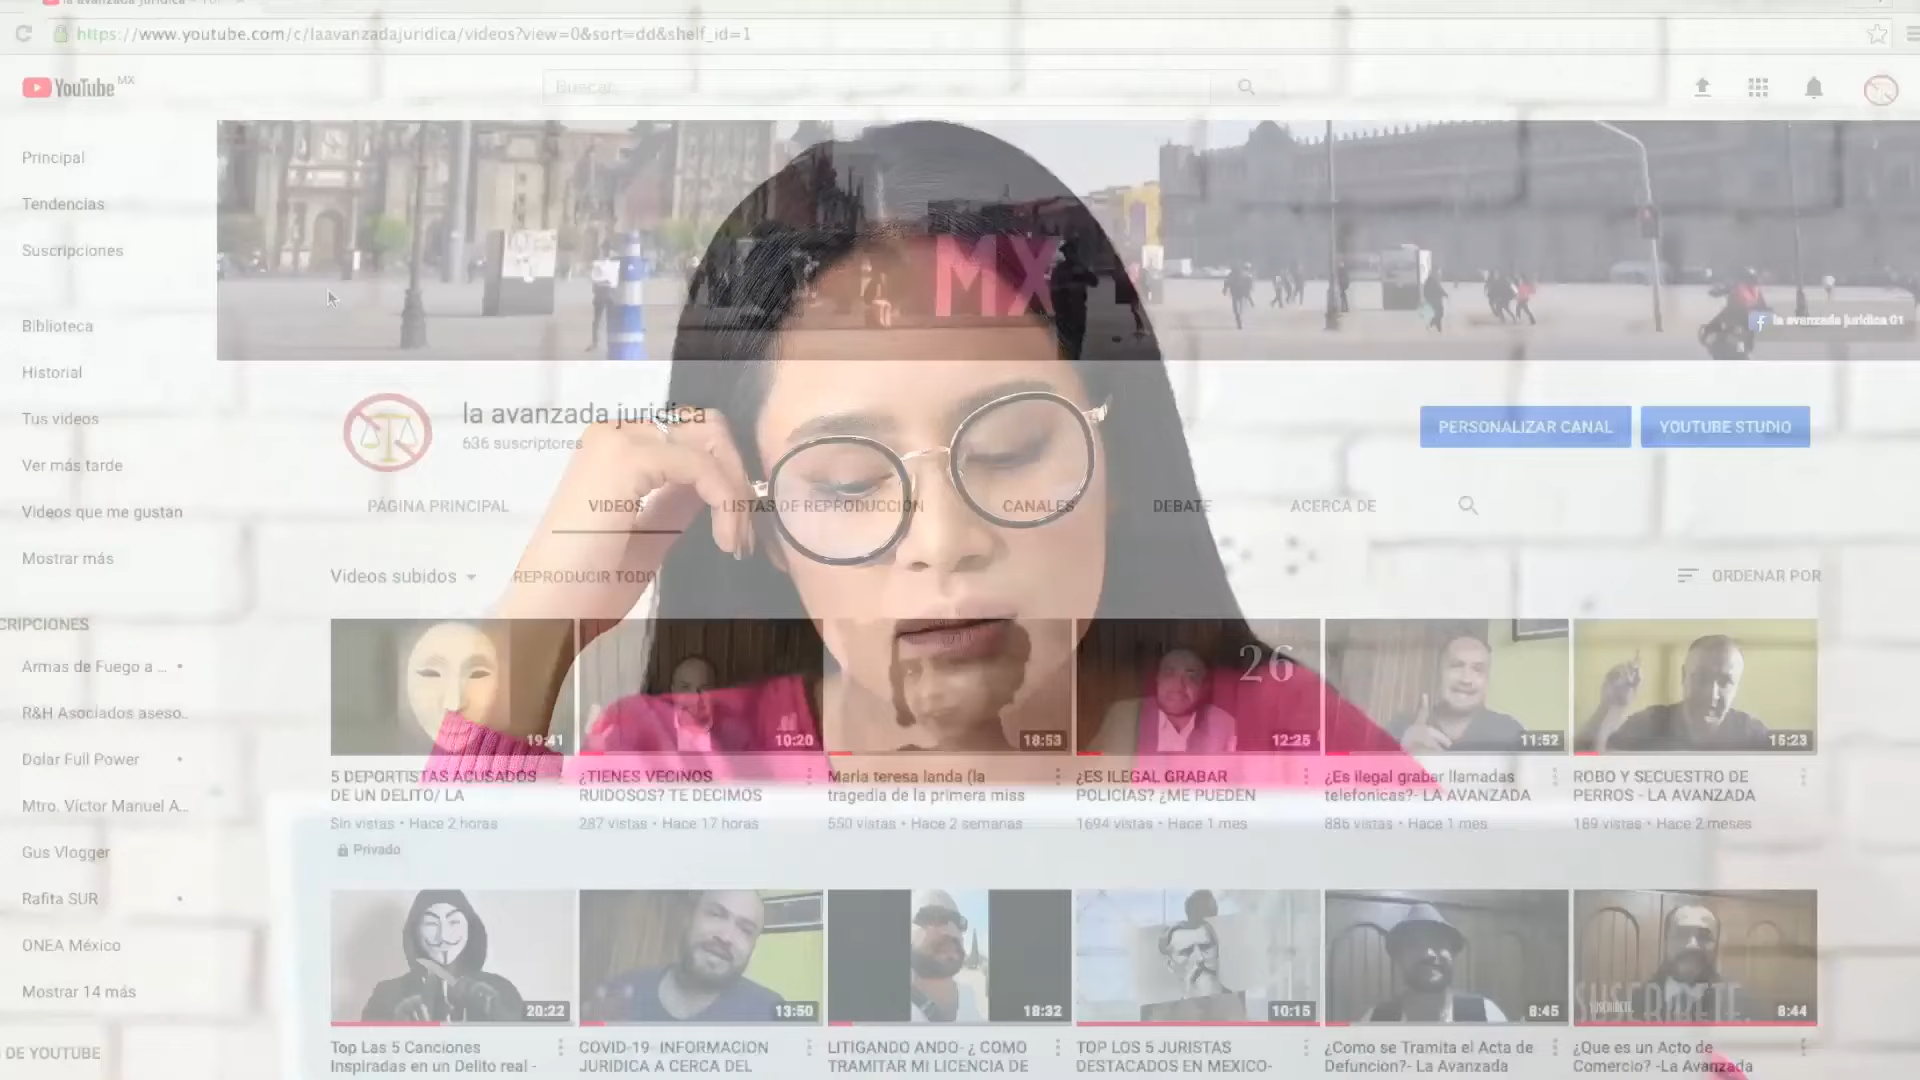 https://www.youtube.com/c/laavanzadajuridica/videos?view=0&sort=dd&shelf_id=1
YouTube MX
Buscar
Principal
Tendencias
Suscripciones
Biblioteca
Historial
Tus videos
Ver más tarde
Videos que me gustan
Mostrar más
CRIPCIONES
Armas de Fuego a ...
R&H Asociados aseso..
Dolar Full Power
Mtro. Víctor Manuel A...
Gus Vlogger
Rafita SUR
ONEA México
Mostrar 14 más
DE YOUTUBE
MX
la avanzada juridica 01
la avanzada juridica
636 suscriptores
PERSONALIZAR CANAL
YOUTUBE STUDIO
PÁGINA PRINCIPAL
VIDEOS
LISTAS DE REPRODUCCIÓN
CANALES
DEBATE
ACERCA DE
Videos subidos
REPRODUCIR TODO
ORDENAR POR
19:41
10:20
18:53
26
12:25
11:52
15:23
5 DEPORTISTAS ACUSADOS
DE UN DELITO/ LA
Sin vistas • Hace 2 horas
Privado
¿TIENES VECINOS
RUIDOSOS? TE DECIMOS
287 vistas • Hace 17 horas
Maria teresa landa (la
tragedia de la primera miss
550 vistas • Hace 2 semanas
¿ES ILEGAL GRABAR
POLICIAS? ¿ME PUEDEN
1694 vistas • Hace 1 mes
¿Es ilegal grabar llamadas
telefonicas?- LA AVANZADA
886 vistas • Hace 1 mes
ROBO Y SECUESTRO DE
PERROS - LA AVANZADA
189 vistas • Hace 2 meses
20:22
13:50
18:32
10:15
8:45
SUSCRIBETE
8:44
Top Las 5 Canciones
Inspiradas en un Delito real -
COVID-19- INFORMACION
JURIDICA A CERCA DEL
LITIGANDO ANDO- ¿ COMO
TRAMITAR MI LICENCIA DE
TOP LOS 5 JURISTAS
DESTACADOS EN MEXICO-
¿Como se Tramita el Acta de
Defuncion?- La Avanzada
¿Que es un Acto de
Comercio? -La Avanzada